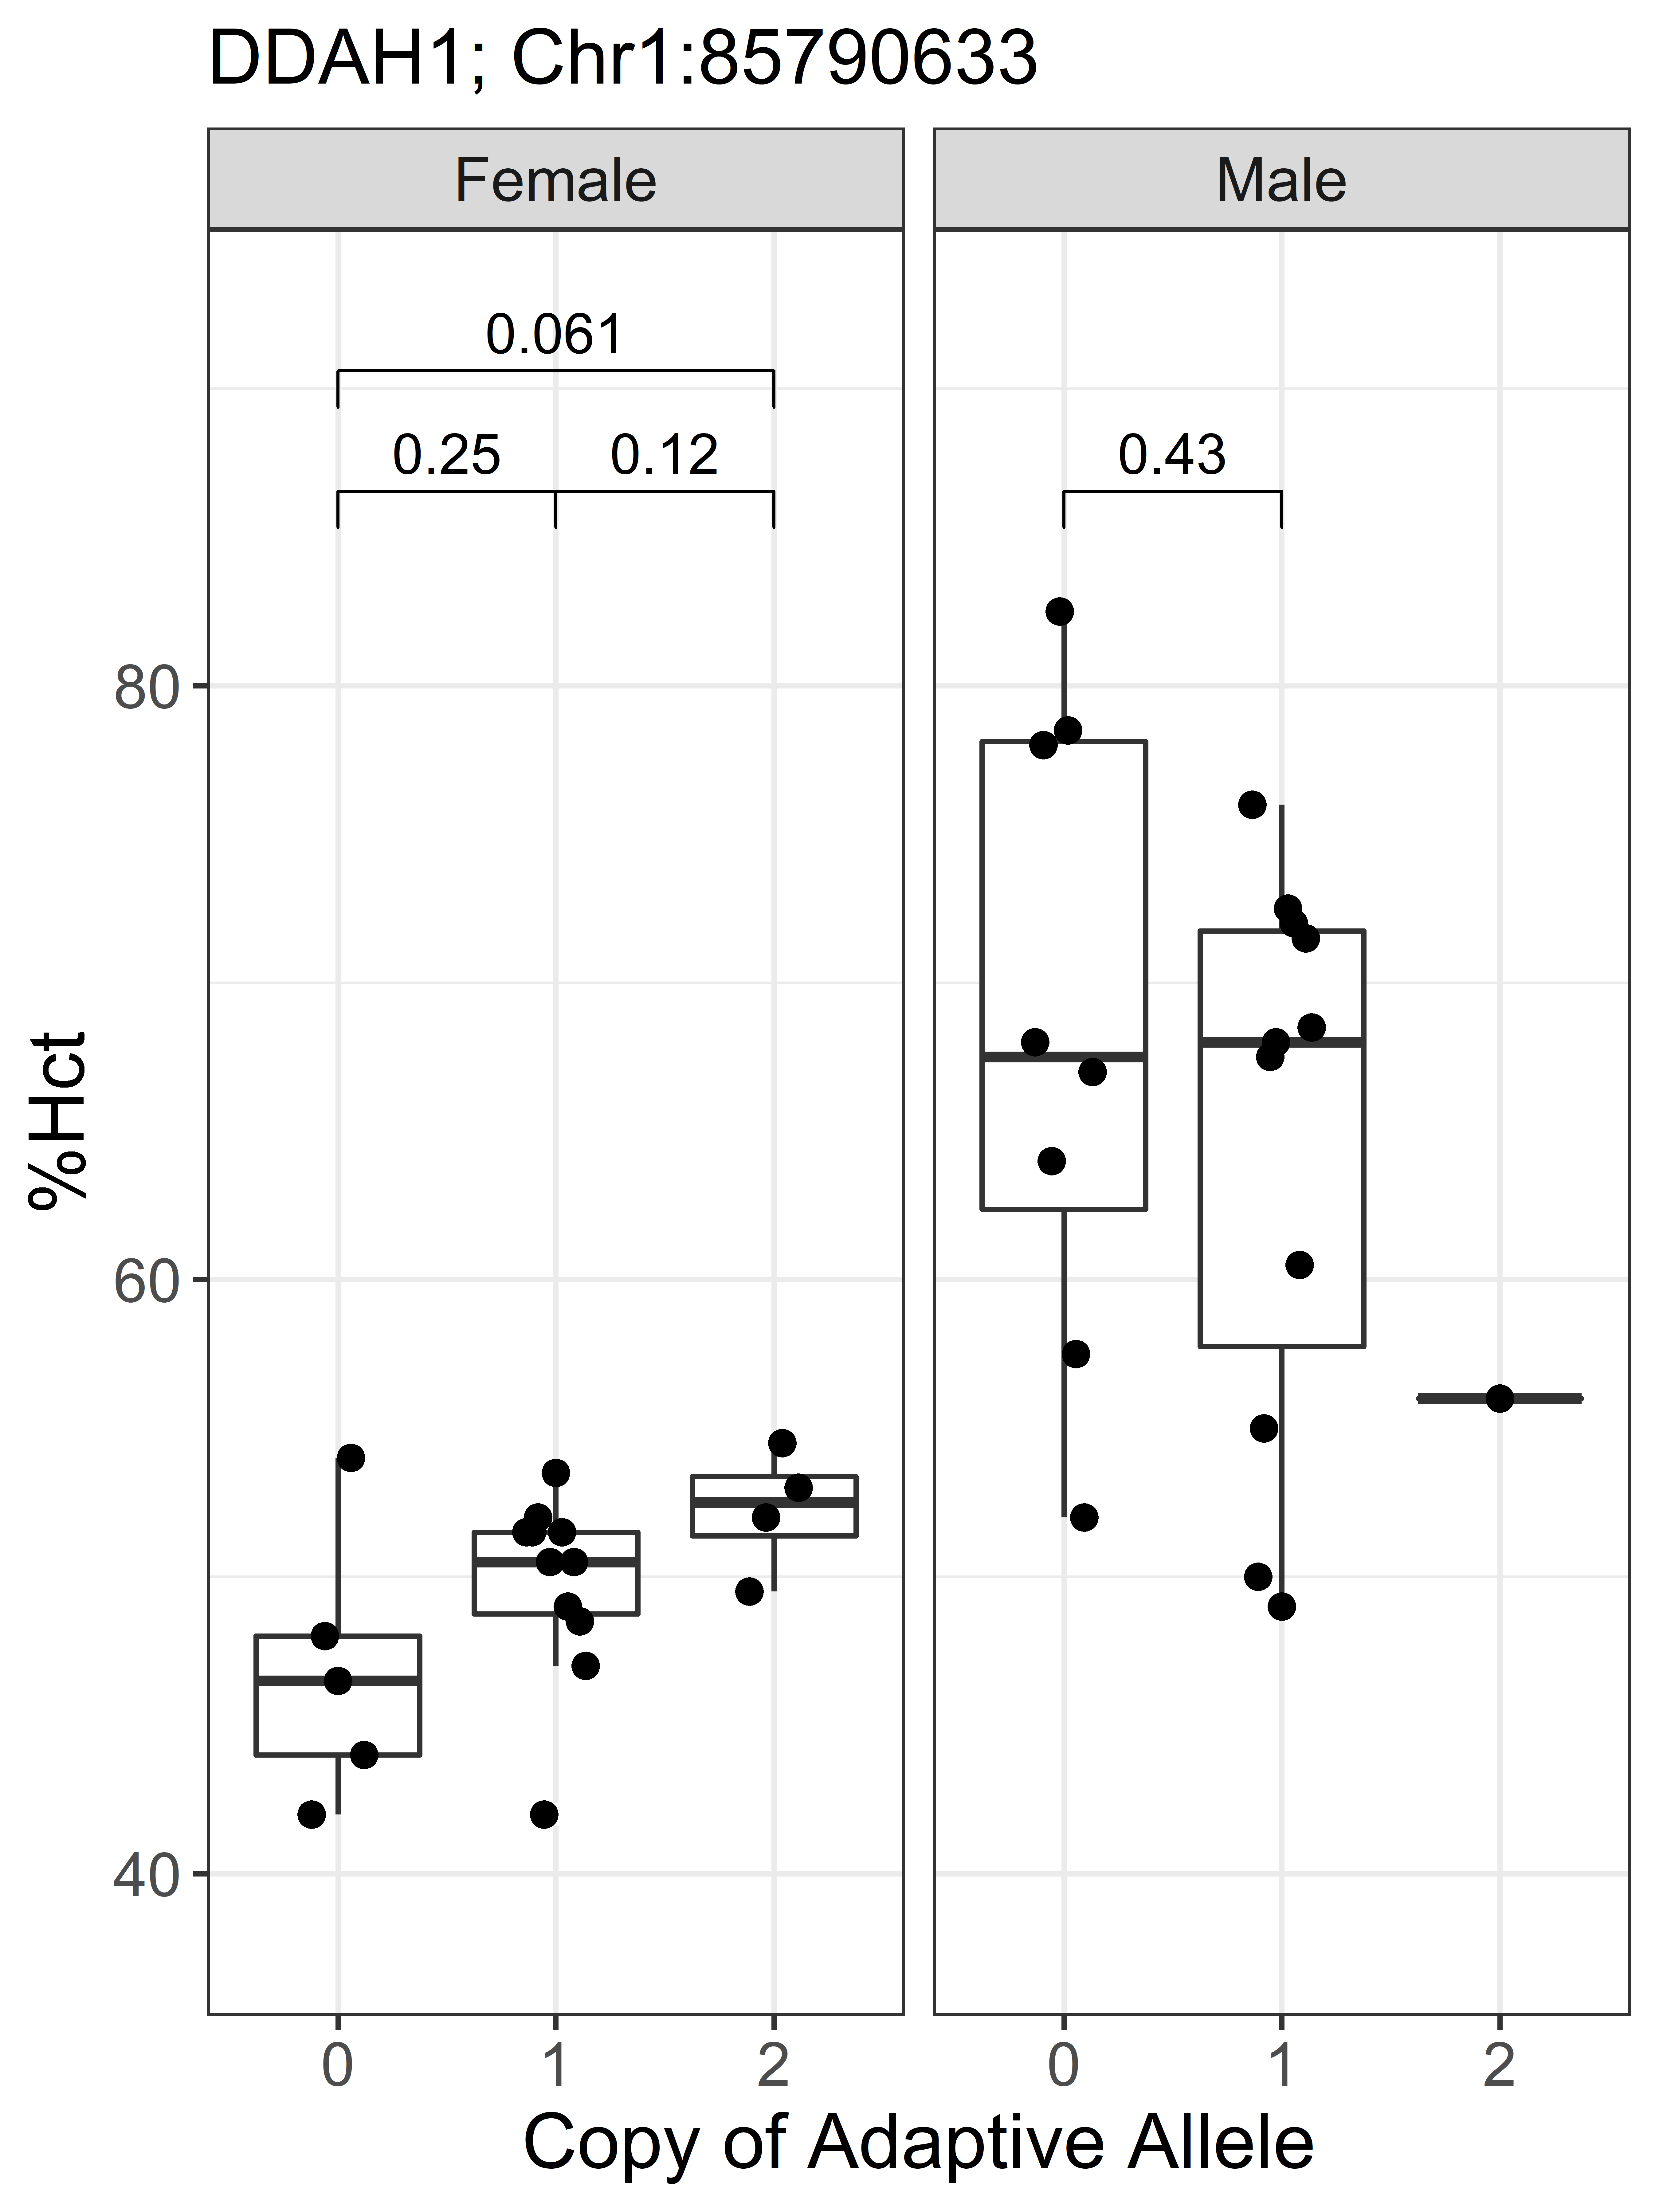 DDAH1; Chr1:85790633
Female
Male
0.061
0.25
0.12
0.43
80
60
40
%Hct
0
1
2
0
1
2
Copy of Adaptive Allele